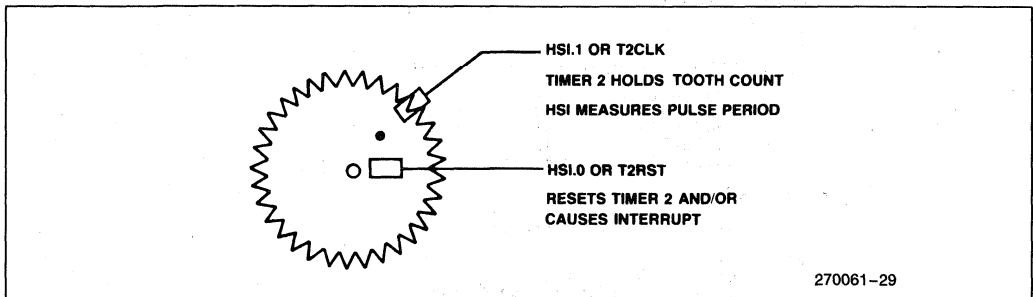 HSI.1 OR T2CLK
TIMER 2 HOLDS TOOTH COUNT
HSI MEASURES PULSE PERIOD
HSI.0 OR T2RST
RESETS TIMER 2 AND/OR
CAUSES INTERRUPT
270061-29